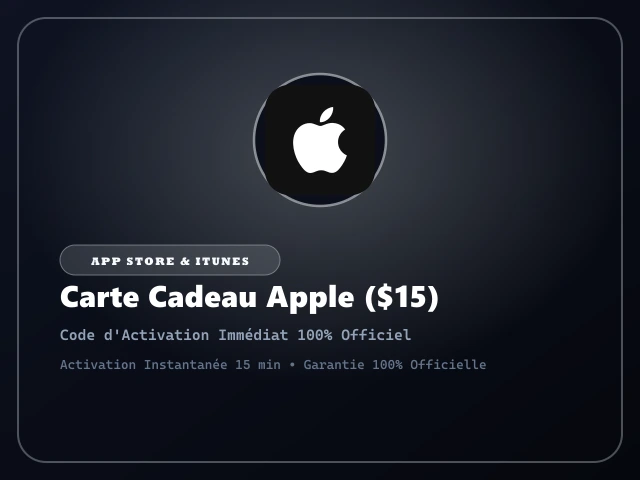 APP STORE & ITUNES
Carte Cadeau Apple ($15)
Code d'Activation Immédiat 100% Officiel
Activation Instantanée 15 min • Garantie 100% Officielle